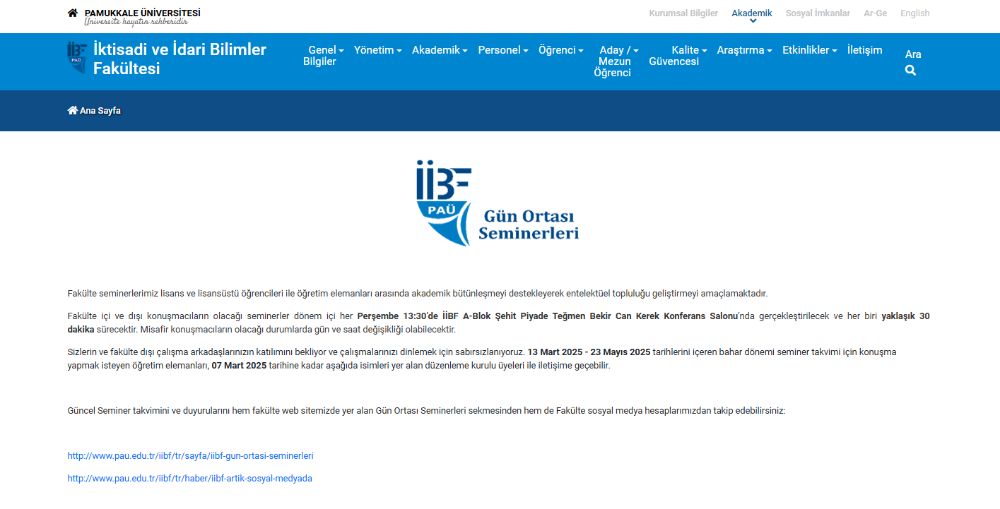 PAMUKKALE ÜNİVERSİTESİ
Üniversite hayatın rehberidir
Kurumsal Bilgiler Akademik Sosyal İmkanlar Ar-Ge English
İktisadi ve İdari Bilimler
Fakültesi
PAÜ
Genel Bilgiler
Yönetim
Akademik
Personel
Öğrenci
Aday / Mezun Öğrenci
Kalite Güvencesi
Araştırma
Etkinlikler
İletişim
Ara
Ana Sayfa
İİBF
PAÜ
Gün Ortası
Seminerleri
Fakülte seminerlerimiz lisans ve lisansüstü öğrencileri ile öğretim elemanları arasında akademik bütünleşmeyi destekleyerek entelektüel topluluğu geliştirmeyi amaçlamaktadır.
Fakülte içi ve dışı konuşmacıların olacağı seminerler dönem içi her Perşembe 13:30’de İİBF A-Blok Şehit Piyade Teğmen Bekir Can Kerek Konferans Salonu’nda gerçekleştirilecek ve her biri yaklaşık 30
dakika sürecektir. Misafir konuşmacıların olacağı durumlarda gün ve saat değişikliği olabilecektir.
Sizlerin ve fakülte dışı çalışma arkadaşlarınızın katılımını bekliyor ve çalışmalarınızı dinlemek için sabırsızlanıyoruz. 13 Mart 2025 - 23 Mayıs 2025 tarihlerini içeren bahar dönemi seminer takvimi için konuşma
yapmak isteyen öğretim elemanları, 07 Mart 2025 tarihine kadar aşağıda isimleri yer alan düzenleme kurulu üyeleri ile iletişime geçebilir.
Güncel Seminer takvimini ve duyurularını hem fakülte web sitemizde yer alan Gün Ortası Seminerleri sekmesinden hem de Fakülte sosyal medya hesaplarımızdan takip edebilirsiniz:
http://www.pau.edu.tr/iibf/tr/sayfa/iibf-gun-ortasi-seminerleri
http://www.pau.edu.tr/iibf/tr/haber/iibf-artik-sosyal-medyada